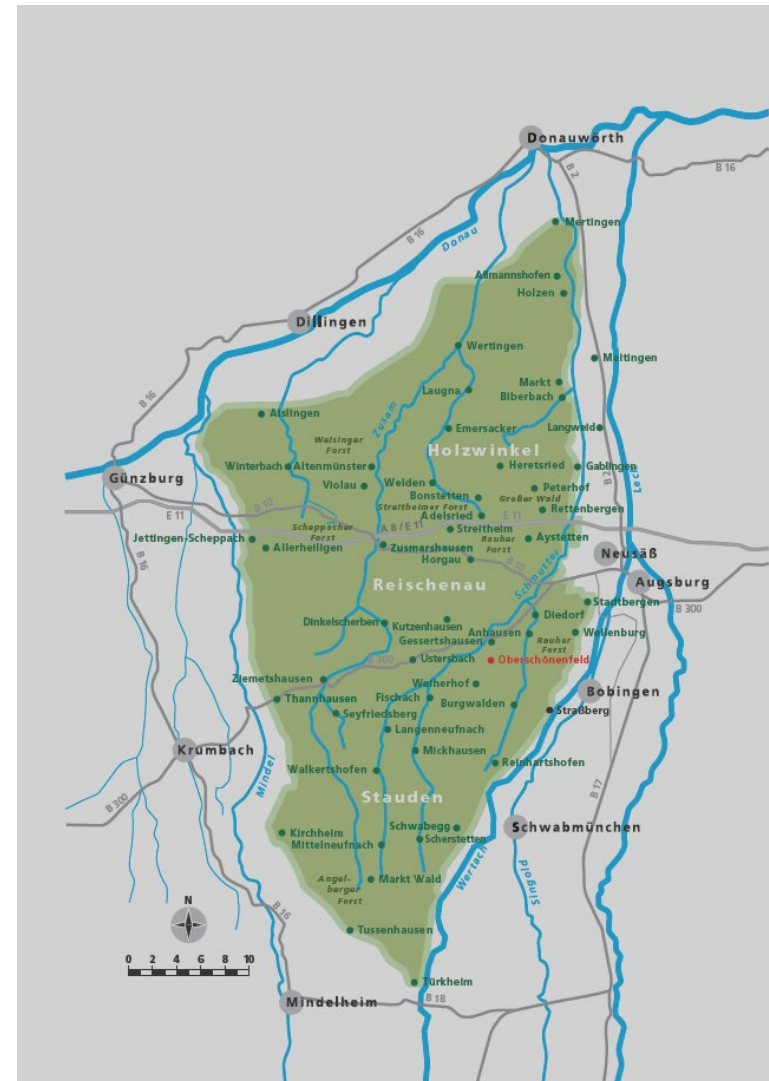 Donauwörth
B 2
B 16
Mertingen
Donau
B 16
Allmannshofen
Holzen
Dillingen
Wertingen
Meitingen
B 16
Laugna
Markt
Biberbach
Aislingen
Zusam
Emersacker
Langweid
Welsinger
Forst
Holzwinkel
Winterbach
Altenmünster
Heretsried
Gablingen
Günzburg
Violau
Welden
Bonstetten
Peterhof
Lech
B 2
Streitheimer Forst
Großer Wald
B 10
Adelsried
Rettenbergen
E 11
A 8 / E 11
E 11
Scheppacher
Forst
Streitheim
Rauher
Forst
Jettingen-Scheppach
Allerheiligen
Zusmarshausen
Aystetten
Neusäß
B 16
Horgau
B 10
Reischenau
Schmutter
Augsburg
Stadtbergen
B 300
Dinkelscherben
Kutzenhausen
Diedorf
Anhausen
Gessertshausen
Rauher
Forst
Wellenburg
B 300
Ustersbach
Oberschönenfeld
Ziemetshausen
Weiherhof
Bobingen
Thannhausen
Fischach
Burgwalden
Seyfriedsberg
Straßberg
Langenneufnach
Krumbach
Mickhausen
Mindel
Walkertshofen
Reinhartshofen
B 300
B 17
Stauden
Kirchheim
Schwabegg
Schwabmünchen
Mittelneufnach
Scherstetten
Wertach
Singold
Angel-
berger
Forst
Markt Wald
N
B 16
Tussenhausen
0 2 4 6 8 10
Türkheim
Mindelheim
B 18